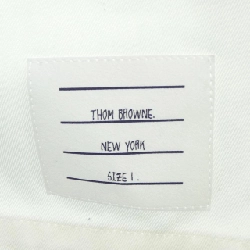 THOM BROWNE.
NEW YORK
SIZE 1.